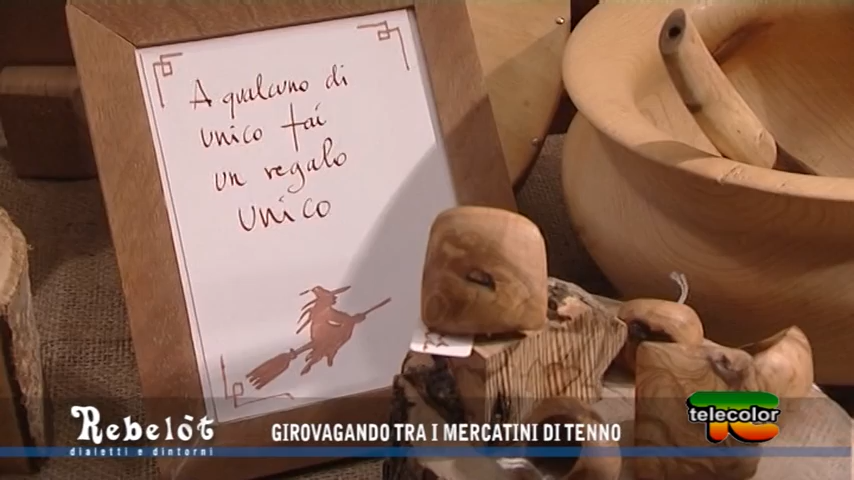 A qualcuno di
unico fai
un regalo
unico
Rebelòt
dialetti e dintorni
GIROVAGANDO TRA I MERCATINI DI TENNO
telecolor